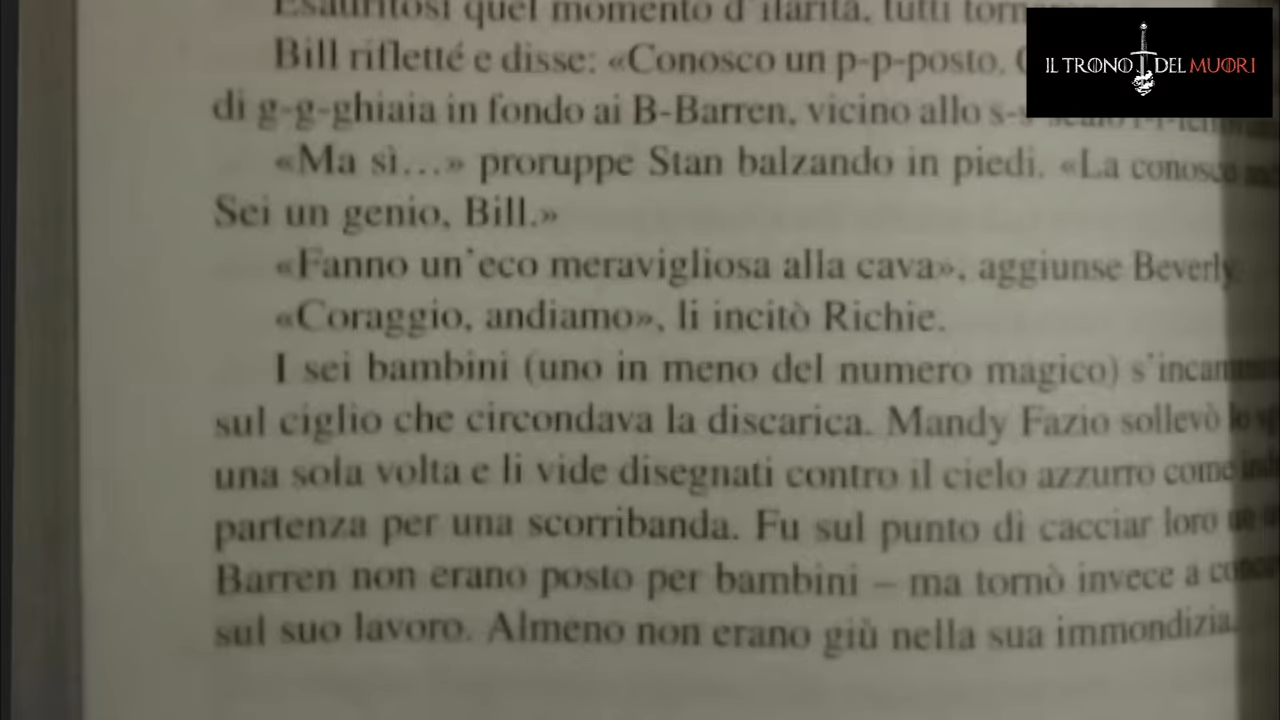 Esauritosi quel momento d'ilarità, tutti
Bill rifletté e disse: «Conosco un p-p-posto.
di g-g-ghiaia in fondo ai B-Barren, vicino allo
«Ma sì…» proruppe Stan balzando in piedi. «La
Sei un genio, Bill.»
«Fanno un'eco meravigliosa alla cava», aggiunse Beverly
«Coraggio, andiamo», li incitò Richie.
I sei bambini (uno in meno del numero magico)
sul ciglio che circondava la discarica. Mandy Fazio sollevò
una sola volta e li vide disegnati contro il cielo azzurro come
partenza per una scorribanda. Fu sul punto di cacciar loro
Barren non erano posto per bambini – ma tornò invece a
sul suo lavoro. Almeno non erano giù nella sua immondizia.
IL TRONO DEL MUORI